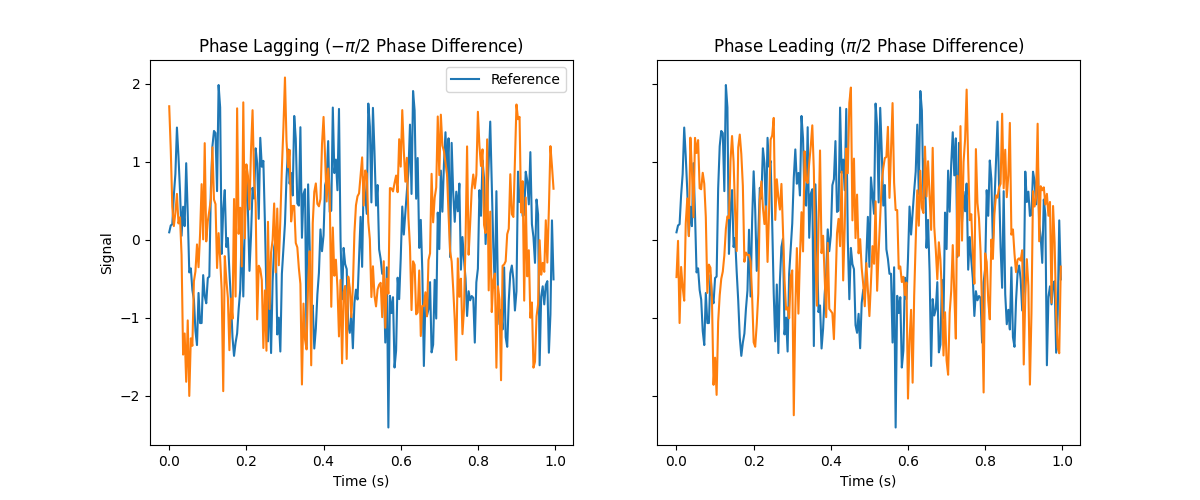 Phase Lagging (−π/2 Phase Difference)
Phase Leading (π/2 Phase Difference)
Reference
Signal
2
1
0
−1
−2
0.0 0.2 0.4 0.6 0.8 1.0
0.0 0.2 0.4 0.6 0.8 1.0
Time (s)
Time (s)